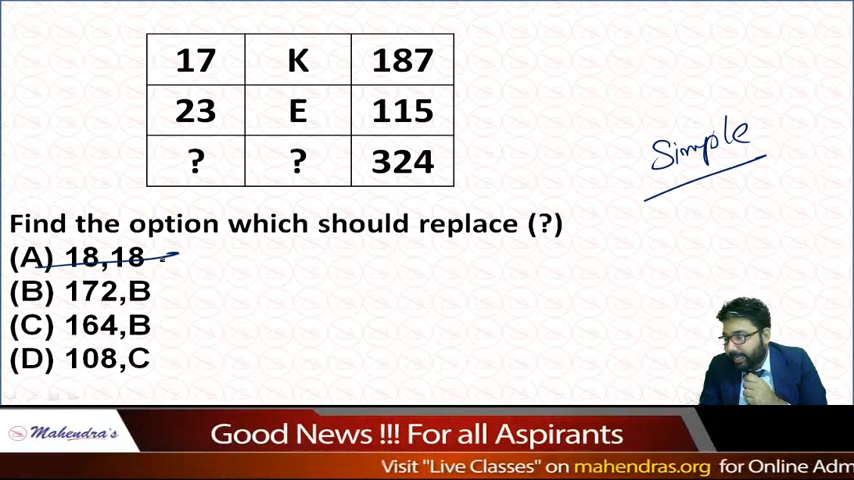 17 K 187
23 E 115
? ? 324
Simple
Find the option which should replace (?)
(A) 18,18
(B) 172,B
(C) 164,B
(D) 108,C
Mahendra's
Good News !!! For all Aspirants
Visit "Live Classes" on mahendras.org for Online Adm